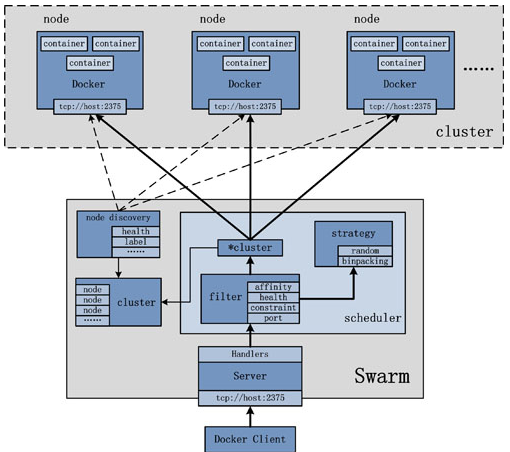 node node node
container container container container container container
container container container
Docker Docker Docker
……
tcp://host:2375 tcp://host:2375 tcp://host:2375
cluster
node discovery
health
label
……
*cluster
strategy
random
binpacking
node
node
node
……
cluster
filter
affinity
health
constraint
port
scheduler
Handlers
Server
tcp://host:2375
Swarm
Docker Client